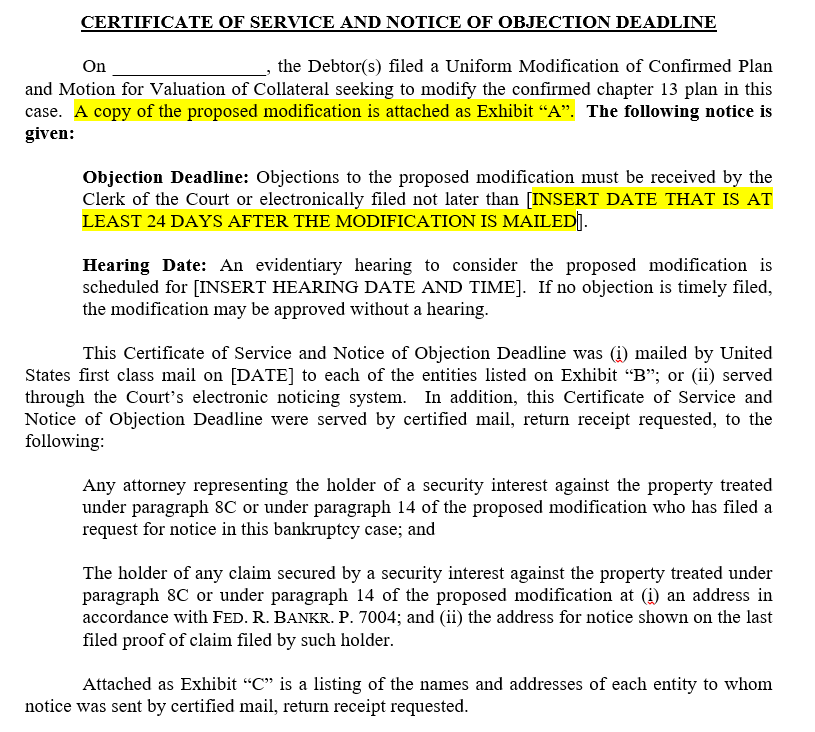 CERTIFICATE OF SERVICE AND NOTICE OF OBJECTION DEADLINE
On ________________, the Debtor(s) filed a Uniform Modification of Confirmed Plan
and Motion for Valuation of Collateral seeking to modify the confirmed chapter 13 plan in this
case. A copy of the proposed modification is attached as Exhibit “A”. The following notice is
given:
Objection Deadline: Objections to the proposed modification must be received by the
Clerk of the Court or electronically filed not later than [INSERT DATE THAT IS AT
LEAST 24 DAYS AFTER THE MODIFICATION IS MAILED].
Hearing Date: An evidentiary hearing to consider the proposed modification is
scheduled for [INSERT HEARING DATE AND TIME]. If no objection is timely filed,
the modification may be approved without a hearing.
This Certificate of Service and Notice of Objection Deadline was (i) mailed by United
States first class mail on [DATE] to each of the entities listed on Exhibit “B”; or (ii) served
through the Court’s electronic noticing system. In addition, this Certificate of Service and
Notice of Objection Deadline were served by certified mail, return receipt requested, to the
following:
Any attorney representing the holder of a security interest against the property treated
under paragraph 8C or under paragraph 14 of the proposed modification who has filed a
request for notice in this bankruptcy case; and
The holder of any claim secured by a security interest against the property treated under
paragraph 8C or under paragraph 14 of the proposed modification at (i) an address in
accordance with FED. R. BANKR. P. 7004; and (ii) the address for notice shown on the last
filed proof of claim filed by such holder.
Attached as Exhibit “C” is a listing of the names and addresses of each entity to whom
notice was sent by certified mail, return receipt requested.